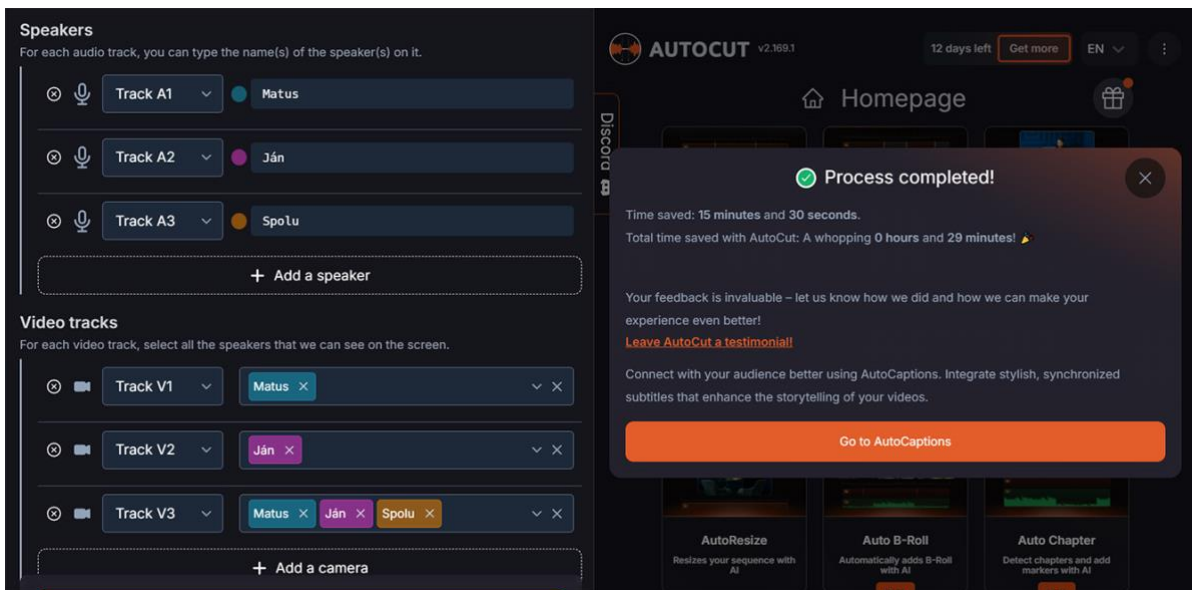 Speakers
For each audio track, you can type the name(s) of the speaker(s) on it.
Track A1
Matus
Track A2
Ján
Track A3
Spolu
+ Add a speaker
Video tracks
For each video track, select all the speakers that we can see on the screen.
Track V1
Matus ×
Track V2
Ján ×
Track V3
Matus × Ján × Spolu ×
+ Add a camera
AUTOCUT v2.169.1
12 days left Get more EN
Homepage
Discord
Process completed!
Time saved: 15 minutes and 30 seconds.
Total time saved with AutoCut: A whopping 0 hours and 29 minutes! 🎉
Your feedback is invaluable – let us know how we did and how we can make your
experience even better!
Leave AutoCut a testimonial!
Connect with your audience better using AutoCaptions. Integrate stylish, synchronized
subtitles that enhance the storytelling of your videos.
Go to AutoCaptions
AutoResize
Resizes your sequence with
AI
Auto B-Roll
Automatically adds B-Roll
with AI
Auto Chapter
Detect chapters and add
markers with AI